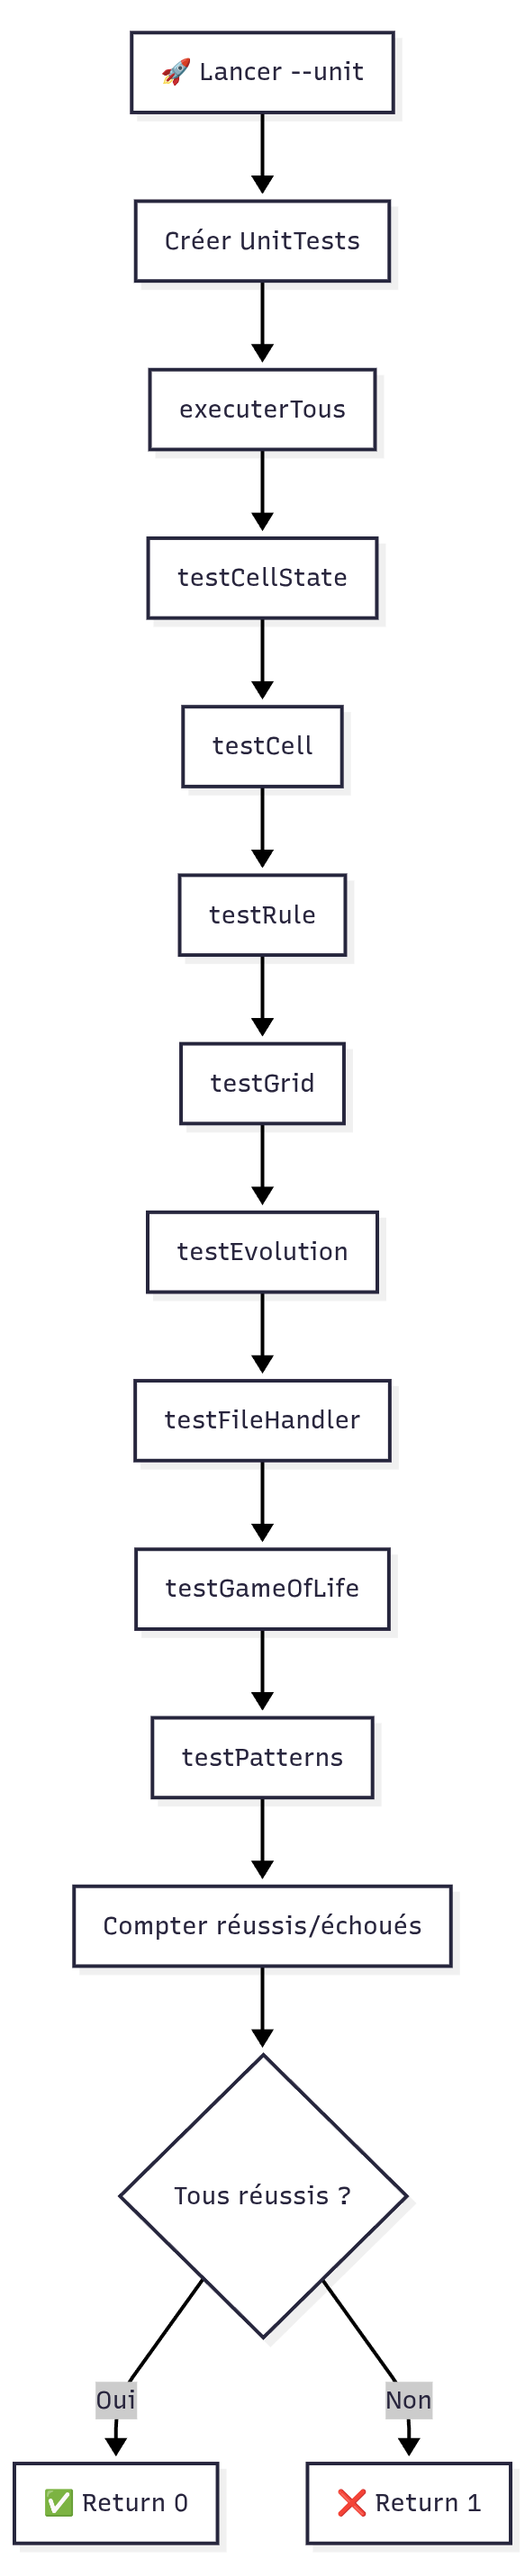 🚀 Lancer --unit
Créer UnitTests
executerTous
testCellState
testCell
testRule
testGrid
testEvolution
testFileHandler
testGameOfLife
testPatterns
Compter réussis/échoués
Tous réussis ?
Oui
Non
✅ Return 0
❌ Return 1